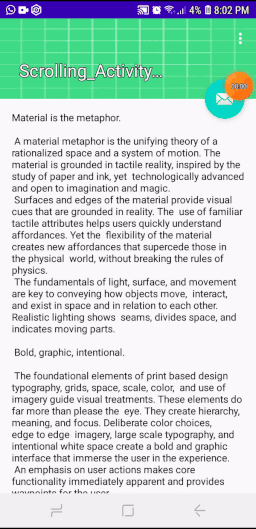 4% 8:02 PM
Scrolling_Activity...
00:00
Material is the metaphor.
A material metaphor is the unifying theory of a
rationalized space and a system of motion. The
material is grounded in tactile reality, inspired by the
study of paper and ink, yet technologically advanced
and open to imagination and magic.
Surfaces and edges of the material provide visual
cues that are grounded in reality. The use of familiar
tactile attributes helps users quickly understand
affordances. Yet the flexibility of the material
creates new affordances that supercede those in
the physical world, without breaking the rules of
physics.
The fundamentals of light, surface, and movement
are key to conveying how objects move, interact,
and exist in space and in relation to each other.
Realistic lighting shows seams, divides space, and
indicates moving parts.
Bold, graphic, intentional.
The foundational elements of print based design
typography, grids, space, scale, color, and use of
imagery guide visual treatments. These elements do
far more than please the eye. They create hierarchy,
meaning, and focus. Deliberate color choices,
edge to edge imagery, large scale typography, and
intentional white space create a bold and graphic
interface that immerse the user in the experience.
An emphasis on user actions makes core
functionality immediately apparent and provides
waypoints for the user.